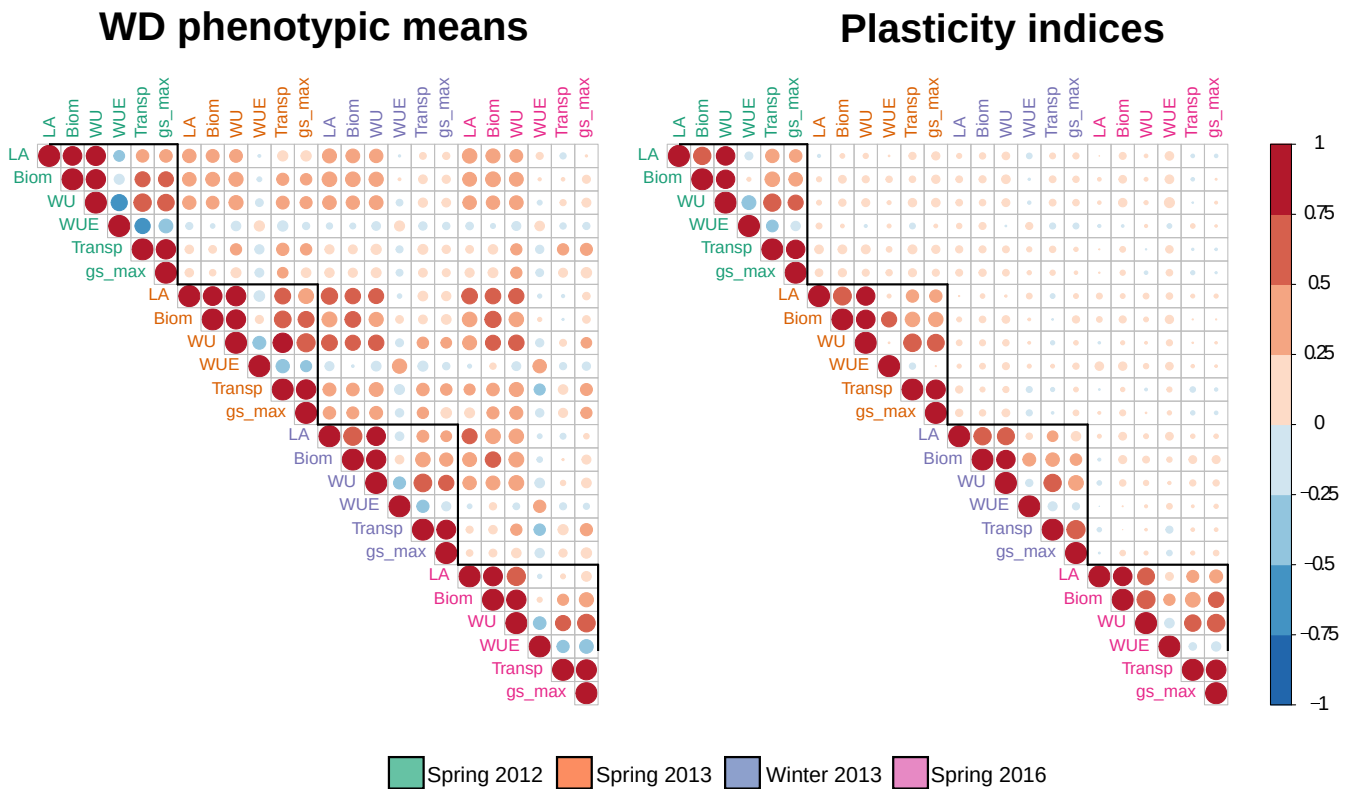 WD phenotypic means
Plasticity indices
LA Biom WU WUE Transp gs_max LA Biom WU WUE Transp gs_max LA Biom WU WUE Transp gs_max LA Biom WU WUE Transp gs_max
LA Biom WU WUE Transp gs_max LA Biom WU WUE Transp gs_max LA Biom WU WUE Transp gs_max LA Biom WU WUE Transp gs_max
LA
Biom
WU
WUE
Transp
gs_max
LA
Biom
WU
WUE
Transp
gs_max
LA
Biom
WU
WUE
Transp
gs_max
LA
Biom
WU
WUE
Transp
gs_max
LA
Biom
WU
WUE
Transp
gs_max
LA
Biom
WU
WUE
Transp
gs_max
LA
Biom
WU
WUE
Transp
gs_max
LA
Biom
WU
WUE
Transp
gs_max
1
0.75
0.5
0.25
0
−0.25
−0.5
−0.75
−1
Spring 2012
Spring 2013
Winter 2013
Spring 2016